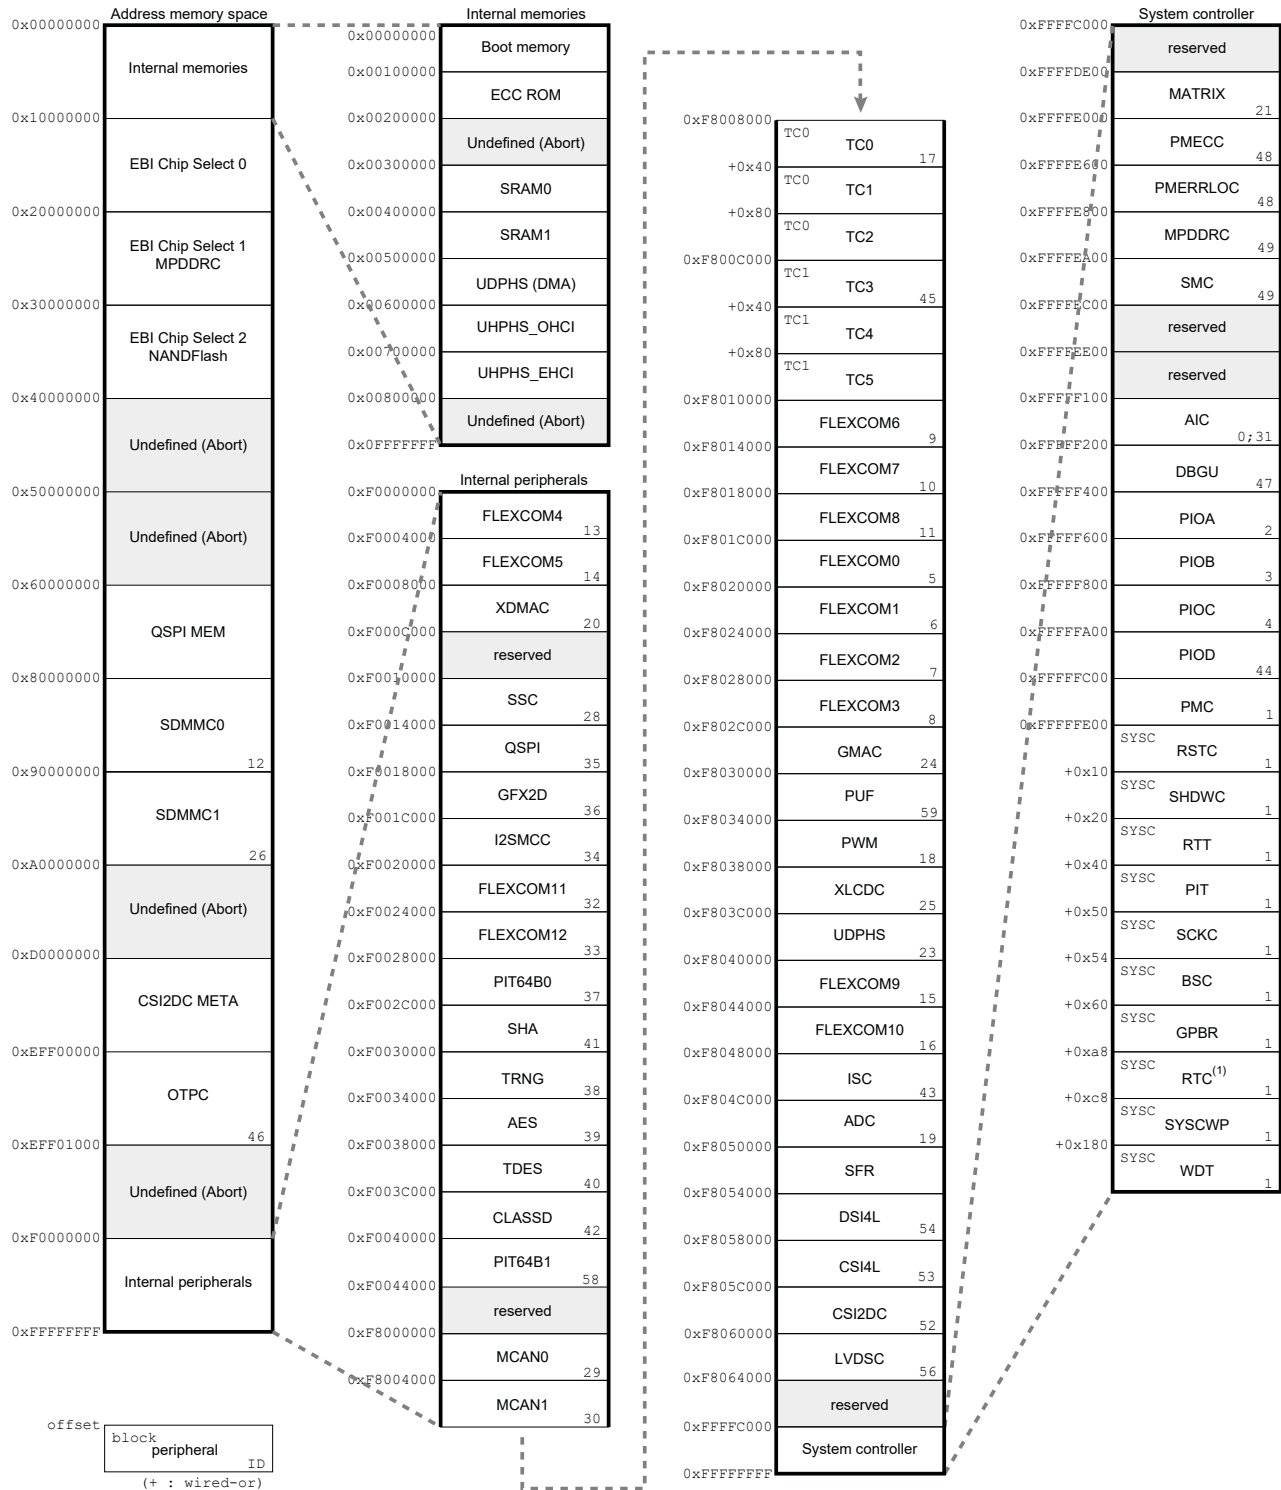 Address memory space
0x00000000
Internal memories
0x10000000
EBI Chip Select 0
0x20000000
EBI Chip Select 1
MPDDRC
0x30000000
EBI Chip Select 2
NANDFlash
0x40000000
Undefined (Abort)
0x50000000
Undefined (Abort)
0x60000000
QSPI MEM
0x80000000
SDMMC0
12
0x90000000
SDMMC1
26
0xA0000000
Undefined (Abort)
0xD0000000
CSI2DC META
0xEFF00000
OTPC
46
0xEFF01000
Undefined (Abort)
0xF0000000
Internal peripherals
0xFFFFFFFF
offset
block
peripheral
ID
(+ : wired-or)
Internal memories
0x00000000
Boot memory
0x00100000
ECC ROM
0x00200000
Undefined (Abort)
0x00300000
SRAM0
0x00400000
SRAM1
0x00500000
UDPHS (DMA)
0x00600000
UHPHS_OHCI
0x00700000
UHPHS_EHCI
0x00800000
Undefined (Abort)
0x0FFFFFFF
Internal peripherals
0xF0000000
FLEXCOM4
13
0xF0004000
FLEXCOM5
14
0xF0008000
XDMAC
20
0xF000C000
reserved
0xF0010000
SSC
28
0xF0014000
QSPI
35
0xF0018000
GFX2D
36
0xF001C000
I2SMCC
34
0xF0020000
FLEXCOM11
32
0xF0024000
FLEXCOM12
33
0xF0028000
PIT64B0
37
0xF002C000
SHA
41
0xF0030000
TRNG
38
0xF0034000
AES
39
0xF0038000
TDES
40
0xF003C000
CLASSD
42
0xF0040000
PIT64B1
58
0xF0044000
reserved
0xF8000000
MCAN0
29
0xF8004000
MCAN1
30
0xF8008000
TC0
TC0
17
+0x40
TC0
TC1
+0x80
TC0
TC2
0xF800C000
TC1
TC3
45
+0x40
TC1
TC4
+0x80
TC1
TC5
0xF8010000
FLEXCOM6
9
0xF8014000
FLEXCOM7
10
0xF8018000
FLEXCOM8
11
0xF801C000
FLEXCOM0
5
0xF8020000
FLEXCOM1
6
0xF8024000
FLEXCOM2
7
0xF8028000
FLEXCOM3
8
0xF802C000
GMAC
24
0xF8030000
PUF
59
0xF8034000
PWM
18
0xF8038000
XLCDC
25
0xF803C000
UDPHS
23
0xF8040000
FLEXCOM9
15
0xF8044000
FLEXCOM10
16
0xF8048000
ISC
43
0xF804C000
ADC
19
0xF8050000
SFR
0xF8054000
DSI4L
54
0xF8058000
CSI4L
53
0xF805C000
CSI2DC
52
0xF8060000
LVDSC
56
0xF8064000
reserved
0xFFFFC000
System controller
0xFFFFFFFF
System controller
0xFFFFC000
reserved
0xFFFFDE00
MATRIX
21
0xFFFFE000
PMECC
48
0xFFFFE600
PMERRLOC
48
0xFFFFE800
MPDDRC
49
0xFFFFEA00
SMC
49
0xFFFFEC00
reserved
0xFFFFEE00
reserved
0xFFFFF100
AIC
0;31
0xFFFFF200
DBGU
47
0xFFFFF400
PIOA
2
0xFFFFF600
PIOB
3
0xFFFFF800
PIOC
4
0xFFFFFA00
PIOD
44
0xFFFFFC00
PMC
1
0xFFFFFE00
SYSC
RSTC
1
+0x10
SYSC
SHDWC
1
+0x20
SYSC
RTT
1
+0x40
SYSC
PIT
1
+0x50
SYSC
SCKC
1
+0x54
SYSC
BSC
1
+0x60
SYSC
GPBR
1
+0xa8
SYSC
RTC(1)
1
+0xc8
SYSC
SYSCWP
1
+0x180
SYSC
WDT
1